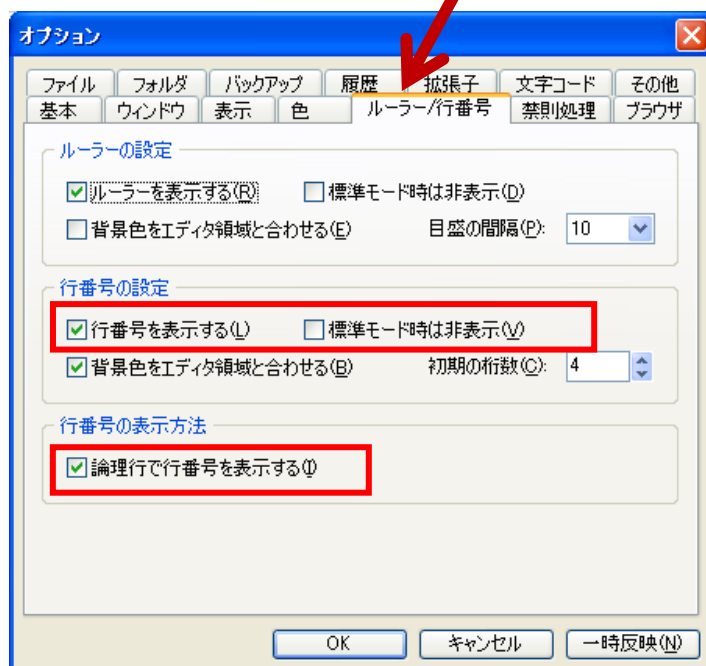 オプション
ファイル フォルダ バックアップ 履歴 拡張子 文字コード その他
基本 ウィンドウ 表示 色 ルーラー/行番号 禁則処理 ブラウザ
ルーラーの設定
ルーラーを表示する(R) 標準モード時は非表示(D)
背景色をエディタ領域と合わせる(E) 目盛の間隔(P): 10
行番号の設定
行番号を表示する(L) 標準モード時は非表示(V)
背景色をエディタ領域と合わせる(B) 初期の桁数(C): 4
行番号の表示方法
論理行で行番号を表示する(I)
OK キャンセル 一時反映(N)